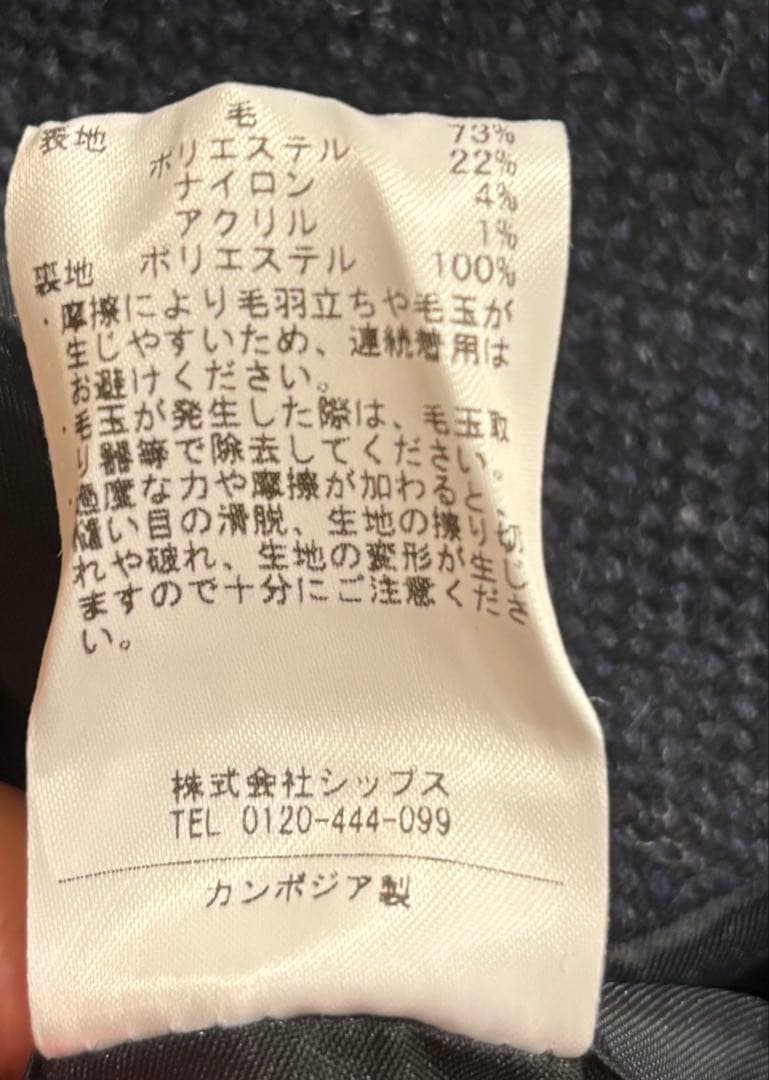 表地 毛 73%
ポリエステル 22%
ナイロン 4%
アクリル 1%
裏地 ポリエステル 100%
・摩擦により毛羽立ちや毛玉が
生じやすいため、連続着用は
お避けください。
・毛玉が発生した際は、毛玉取
り器等で除去してください。
・過度な力や摩擦が加わると、
縫い目の滑脱、生地の擦り切
れや破れ、生地の変形が生じ
ますので十分にご注意くださ
い。
株式会社シップス
TEL 0120-444-099
カンボジア製